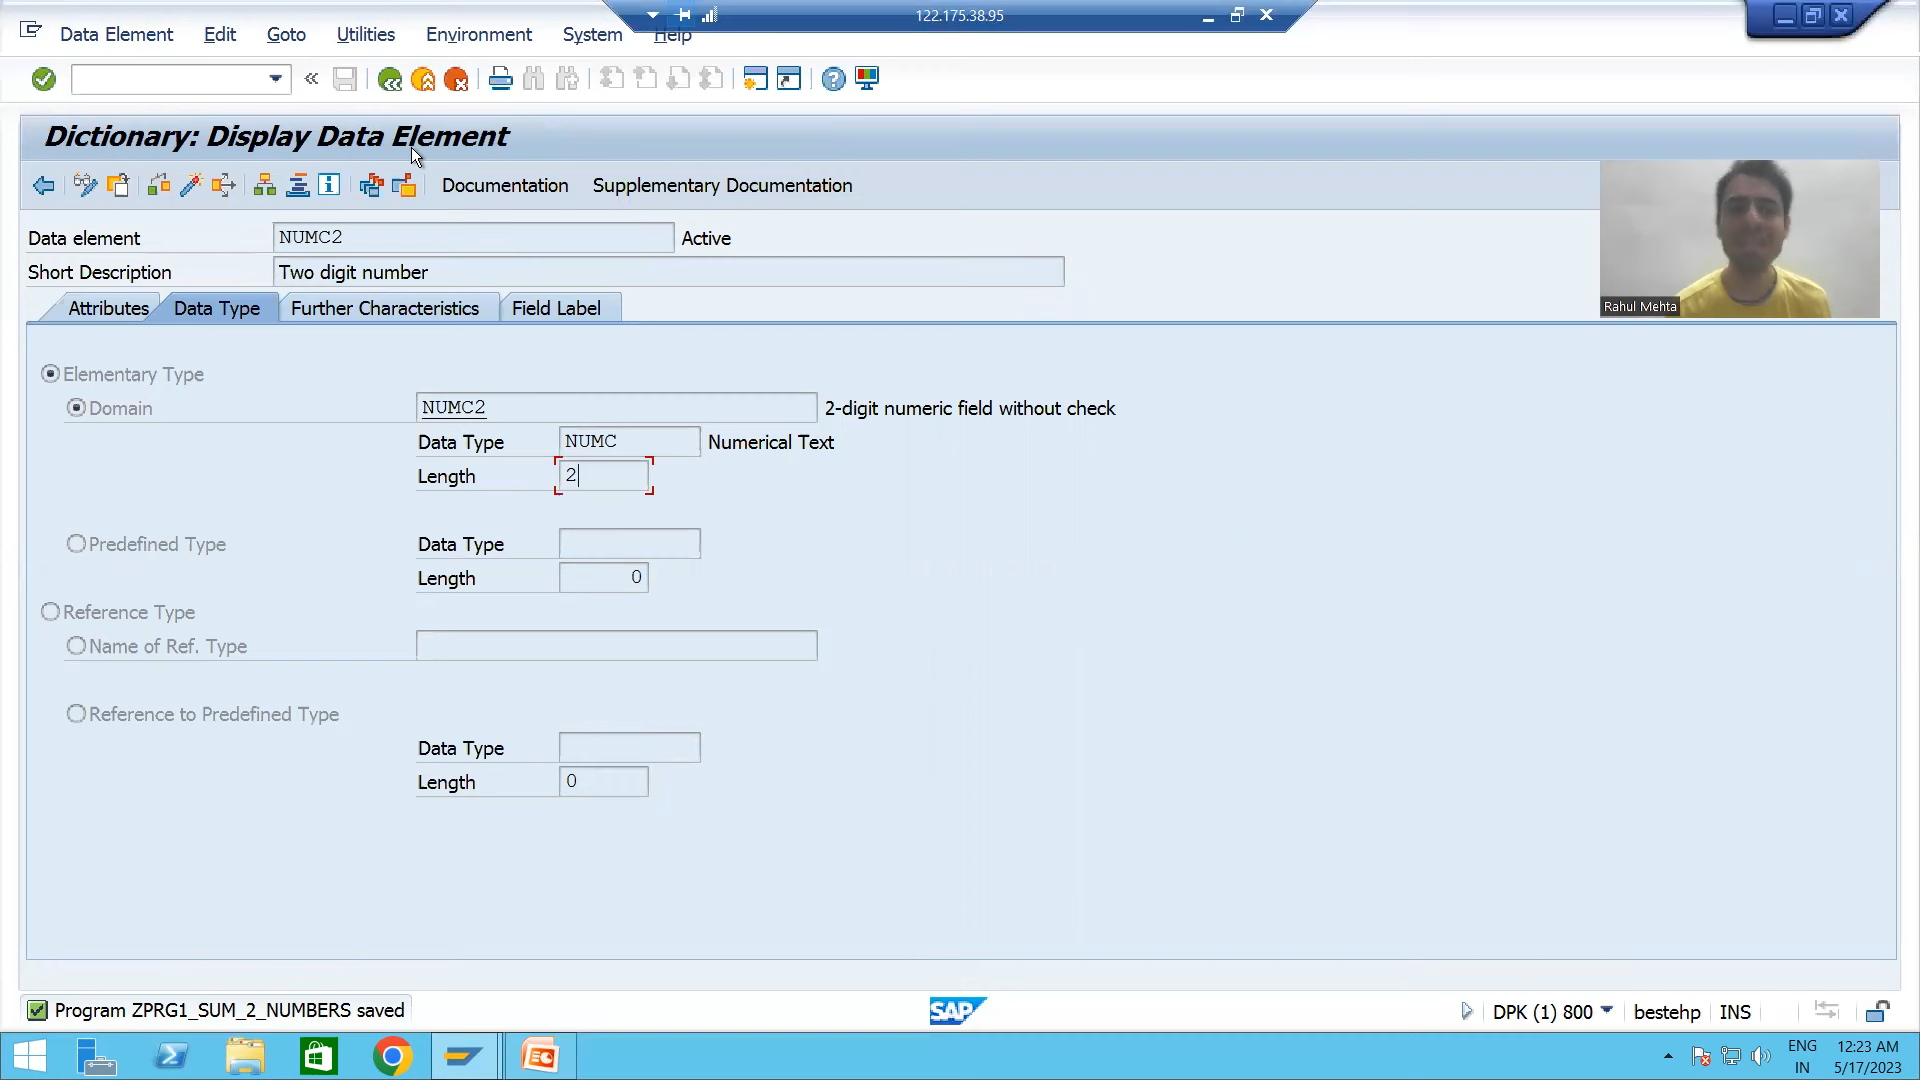 122.175.38.95
Data Element Edit Goto Utilities Environment System Help
Dictionary: Display Data Element
Documentation Supplementary Documentation
Data element NUMC2 Active
Short Description Two digit number
Attributes Data Type Further Characteristics Field Label
Rahul Mehta
Elementary Type
Domain NUMC2 2-digit numeric field without check
Data Type NUMC Numerical Text
Length 2
Predefined Type Data Type
Length 0
Reference Type
Name of Ref. Type
Reference to Predefined Type
Data Type
Length 0
Program ZPRG1_SUM_2_NUMBERS saved SAP DPK (1) 800 bestehp INS
ENG 12:23 AM
IN 5/17/2023